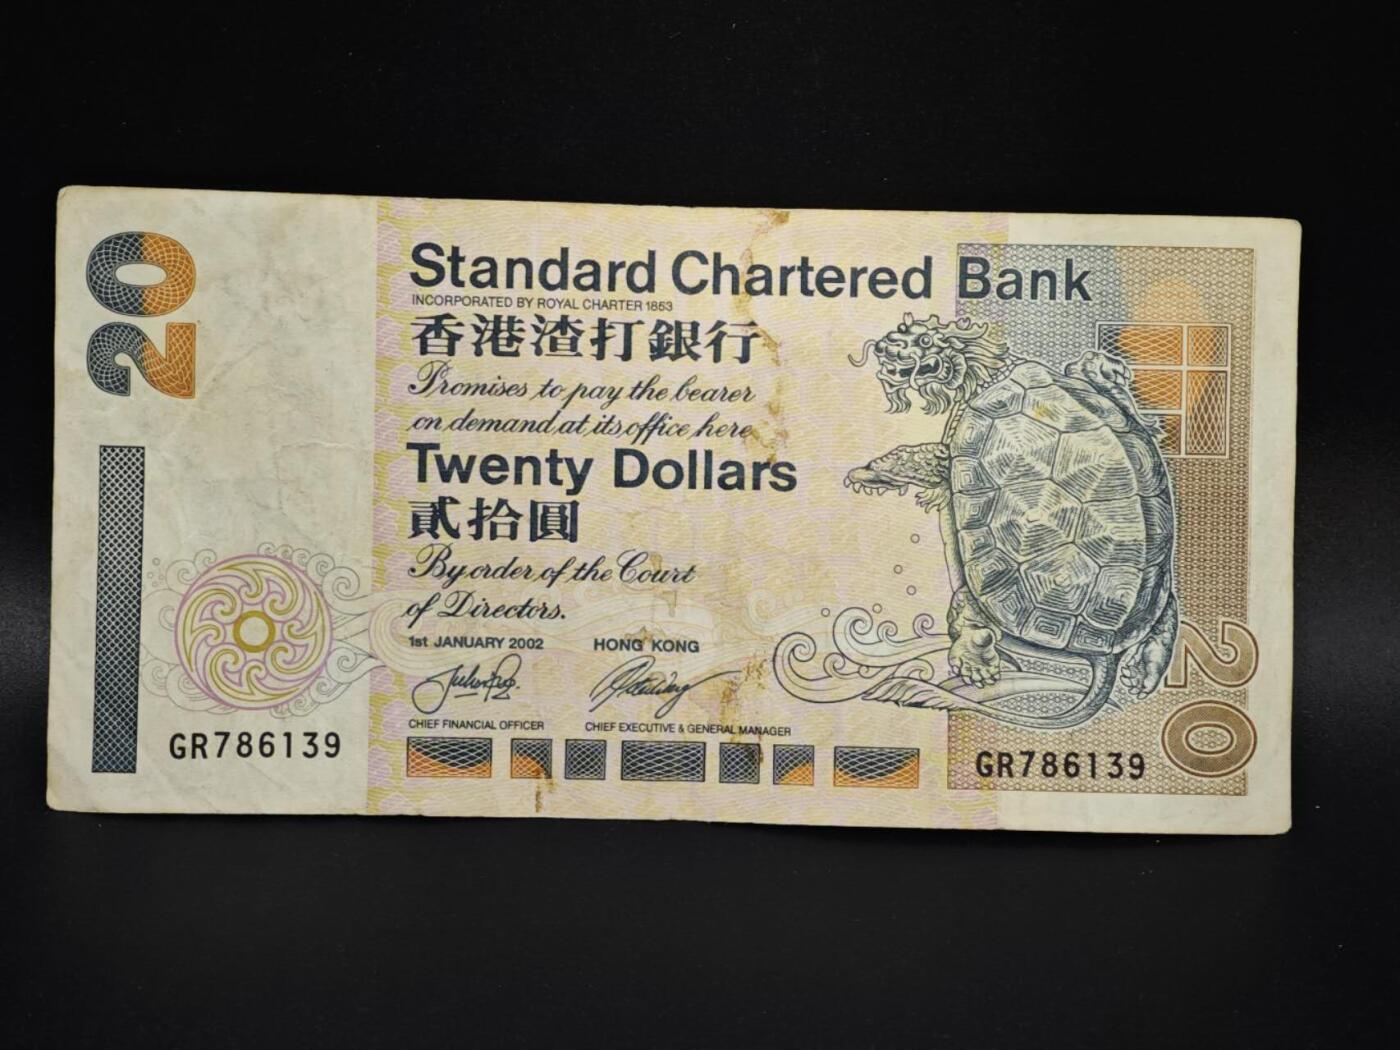 20
Standard Chartered Bank
INCORPORATED BY ROYAL CHARTER 1853
香港渣打銀行
Promises to pay the bearer
on demand at its office here
Twenty Dollars
貳拾圓
By order of the Court
of Directors.
1st JANUARY 2002 HONG KONG
CHIEF FINANCIAL OFFICER CHIEF EXECUTIVE & GENERAL MANAGER
GR786139
GR786139
20